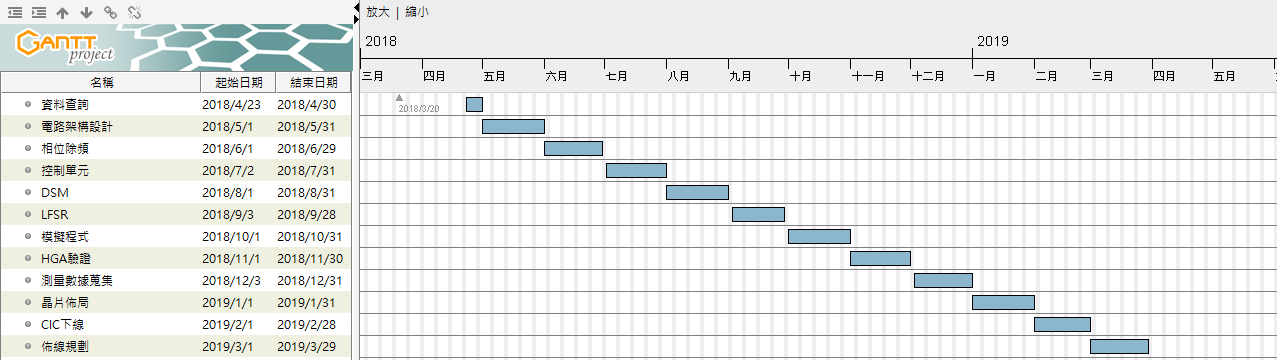 放大 | 縮小
GANTT project
2018 2019
名稱 起始日期 結束日期 三月 四月 五月 六月 七月 八月 九月 十月 十一月 十二月 一月 二月 三月 四月 五月
資料查詢 2018/4/23 2018/4/30 2018/3/20
電路架構設計 2018/5/1 2018/5/31
相位除頻 2018/6/1 2018/6/29
控制單元 2018/7/2 2018/7/31
DSM 2018/8/1 2018/8/31
LFSR 2018/9/3 2018/9/28
模擬程式 2018/10/1 2018/10/31
HGA驗證 2018/11/1 2018/11/30
測量數據蒐集 2018/12/3 2018/12/31
晶片佈局 2019/1/1 2019/1/31
CIC下線 2019/2/1 2019/2/28
佈線規劃 2019/3/1 2019/3/29